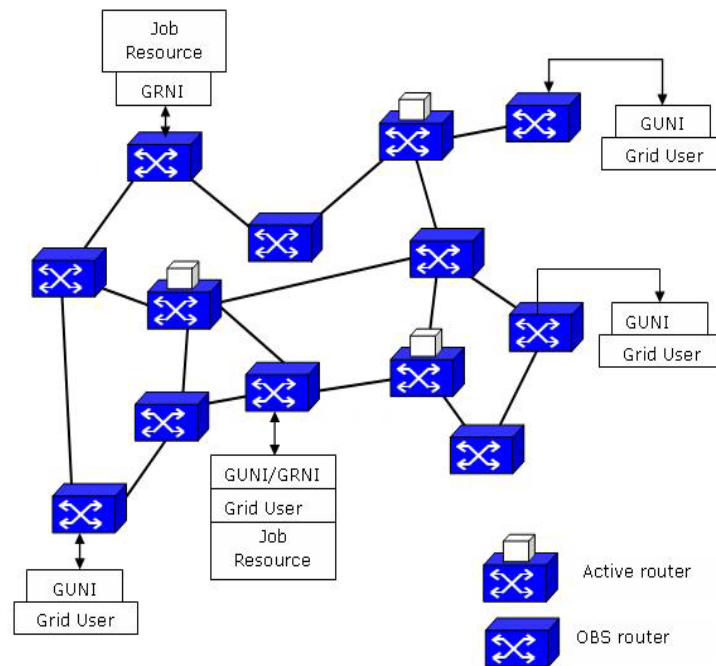 Job
Resource
GRNI
GUNI
Grid User
GUNI
Grid User
GUNI/GRNI
Grid User
Job
Resource
GUNI
Grid User
Active router
OBS router